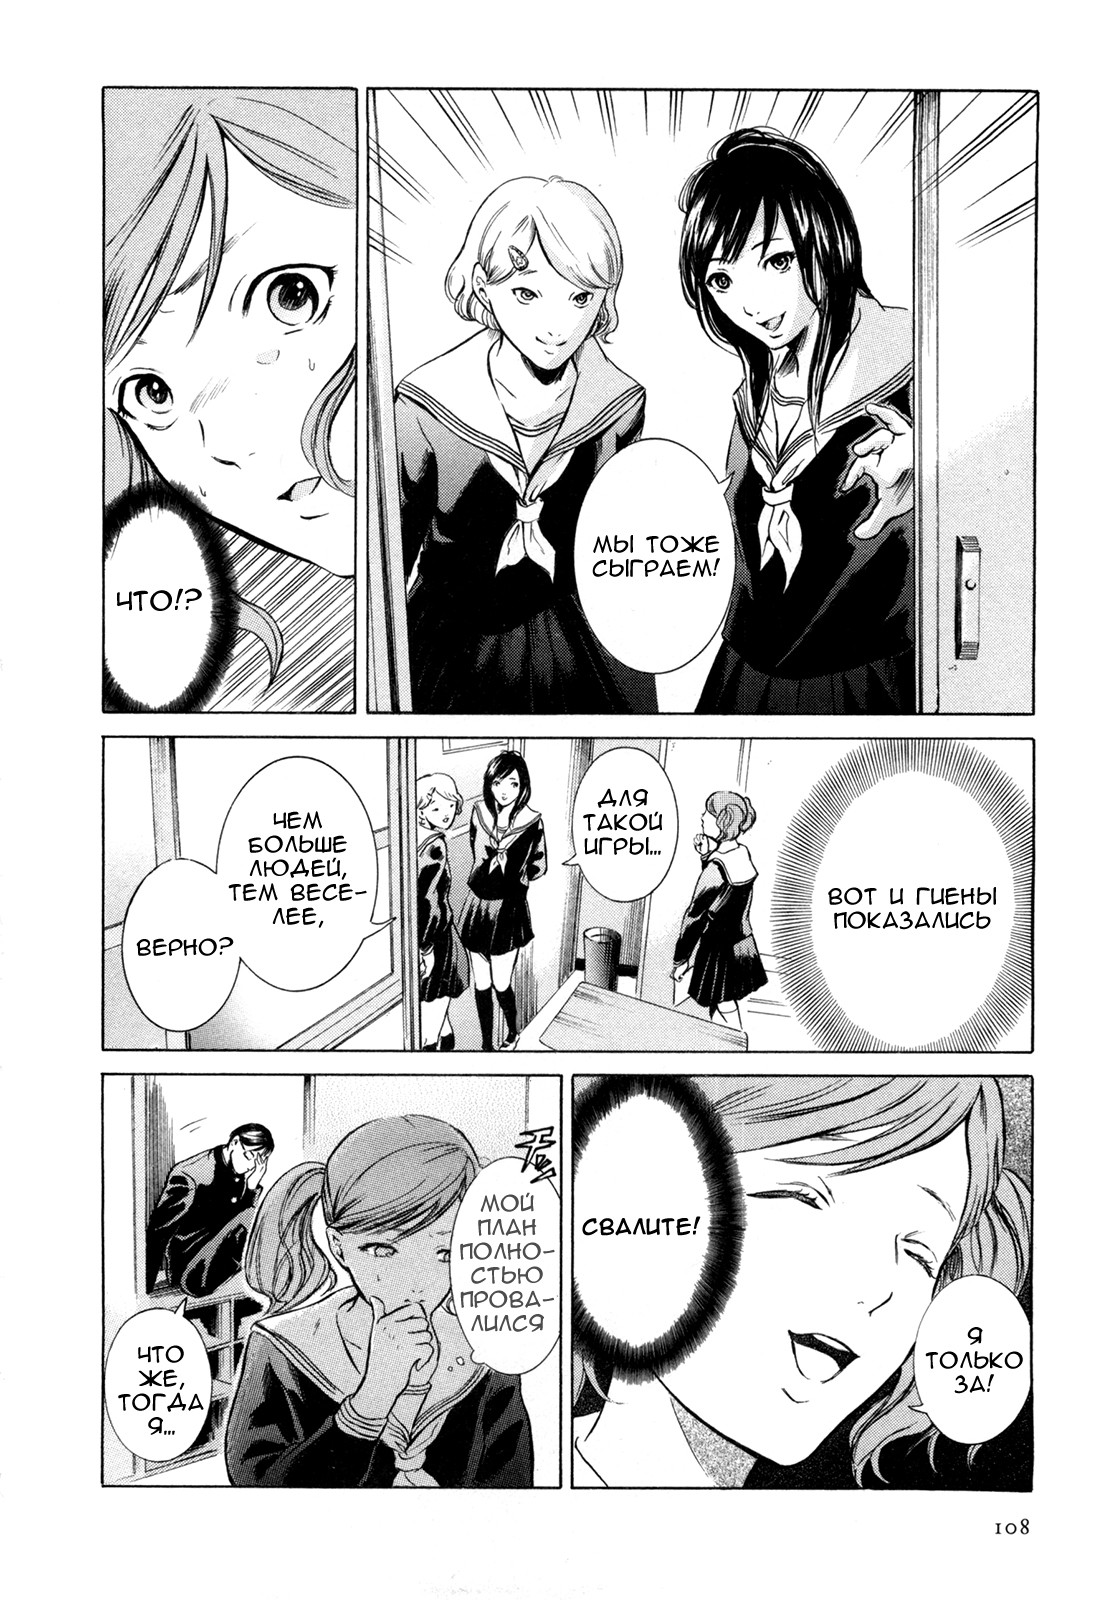 МЫ ТОЖЕ
СЫГРАЕМ!
ЧТО!?
ВОТ И ГИЕНЫ
ПОКАЗАЛИСЬ
ДЛЯ
ТАКОЙ
ИГРЫ...
ЧЕМ
БОЛЬШЕ
ЛЮДЕЙ,
ТЕМ ВЕСЕ-
ЛЕЕ,
ВЕРНО?
Я
ТОЛЬКО
ЗА!
СВАЛИТЕ!
МОЙ
ПЛАН
ПОЛНО-
СТЬЮ
ПРОВА-
ЛИЛСЯ
ЧТО
ЖЕ,
ТОГДА
Я...
108